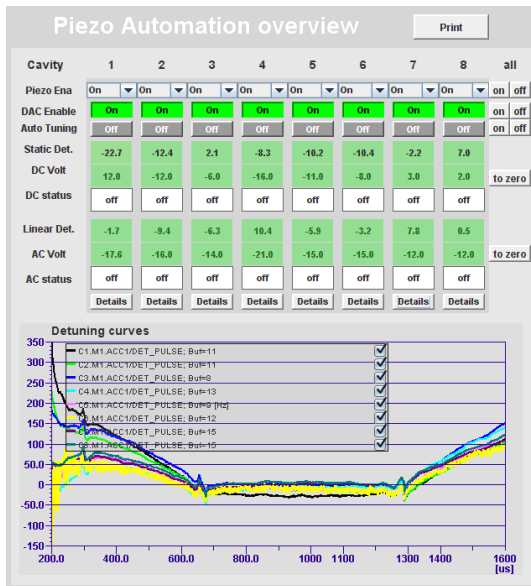 Piezo Automation overview
Print
Cavity 1 2 3 4 5 6 7 8 all
Piezo Ena On On On On On On On On on off
DAC Enable On On On On On On On On on off
Auto Tuning Off Off Off Off Off Off Off Off on off
Static Det. -22.7 -12.4 2.1 -8.3 -10.2 -10.4 -2.2 7.0
DC Volt 12.0 -12.0 -6.0 -16.0 -11.0 -8.0 3.0 2.0 to zero
DC status off off off off off off off off
Linear Det. -1.7 -9.4 -6.3 10.4 -5.9 -3.2 7.8 0.5
AC Volt -17.6 -16.0 -14.0 -21.0 -15.0 -15.0 -12.0 -12.0 to zero
AC status off off off off off off off off
Details Details Details Details Details Details Details Details
Detuning curves
350
300
250
200
150
100
50.0
0.00
-50.0
-100
-150
C1.M1.ACC1/DET_PULSE; Buf=11
C2.M1.ACC1/DET_PULSE; Buf=11
C3.M1.ACC1/DET_PULSE; Buf=8
C4.M1.ACC1/DET_PULSE; Buf=13
.M1.ACC1/DET_PULSE; Buf=9 [Hz]
.M1.ACC1/DET_PULSE; Buf=12
.M1.ACC1/DET_PULSE; Buf=15
.M1.ACC1/DET_PULSE; Buf=15
200.0 400.0 600.0 800.0 1000 1100 1300 1400 1600
[us]